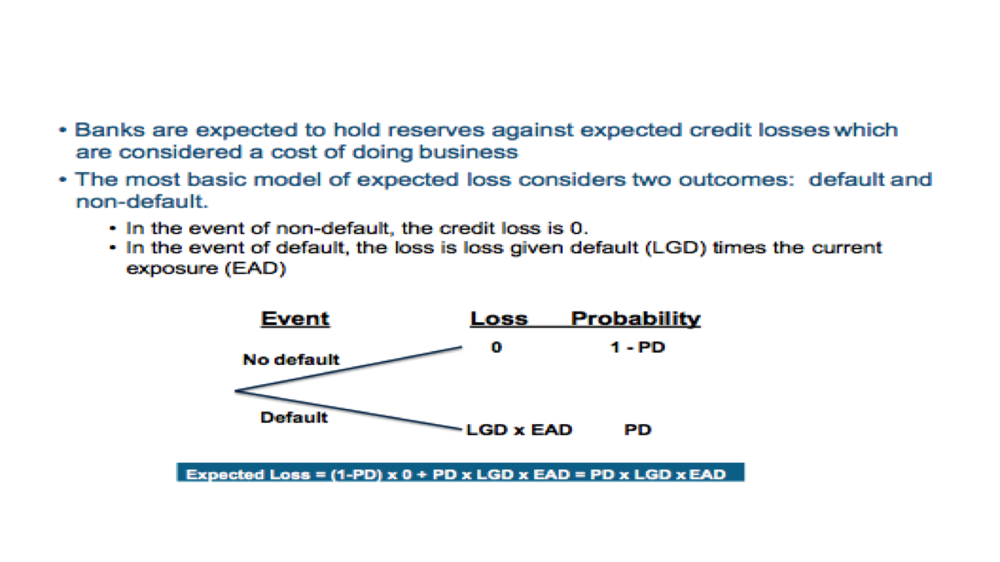 • Banks are expected to hold reserves against expected credit losses which
are considered a cost of doing business
• The most basic model of expected loss considers two outcomes: default and
non-default.
• In the event of non-default, the credit loss is 0.
• In the event of default, the loss is loss given default (LGD) times the current
exposure (EAD)
Event Loss Probability
No default 0 1 - PD
Default LGD x EAD PD
Expected Loss = (1-PD) x 0 + PD x LGD x EAD = PD x LGD x EAD